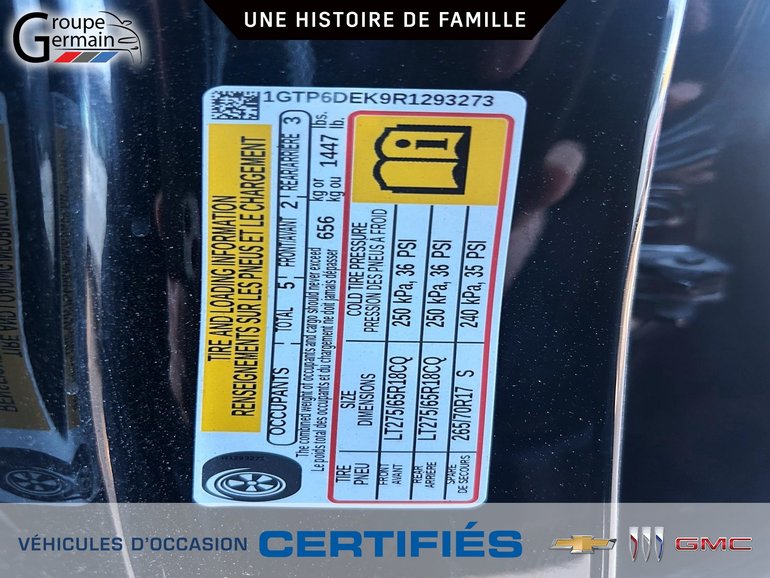 Groupe
Germain
UNE HISTOIRE DE FAMILLE
1GTP6DEK9R1293273
TIRE AND LOADING INFORMATION
RENSEIGNEMENTS SUR LES PNEUS ET LE CHARGEMENT
OCCUPANTS TOTAL 5 FRONT/AVANT 2 REAR/ARRIÈRE 3
The combined weight of occupants and cargo should never exceed 656 kg or 1447 lbs.
Le poids total des occupants et du chargement ne doit jamais dépasser kg ou lb.
TIRE SIZE COLD TIRE PRESSURE
PNEU DIMENSIONS PRESSION DES PNEUS A FROID
FRONT
AVANT LT275/65R18CQ 250 kPa, 36 PSI
REAR
ARRIÈRE LT275/65R18CQ 250 kPa, 36 PSI
SPARE
DE SECOURS 265/70R17 S 240 kPa, 35 PSI
VÉHICULES D'OCCASION CERTIFIÉS GMC